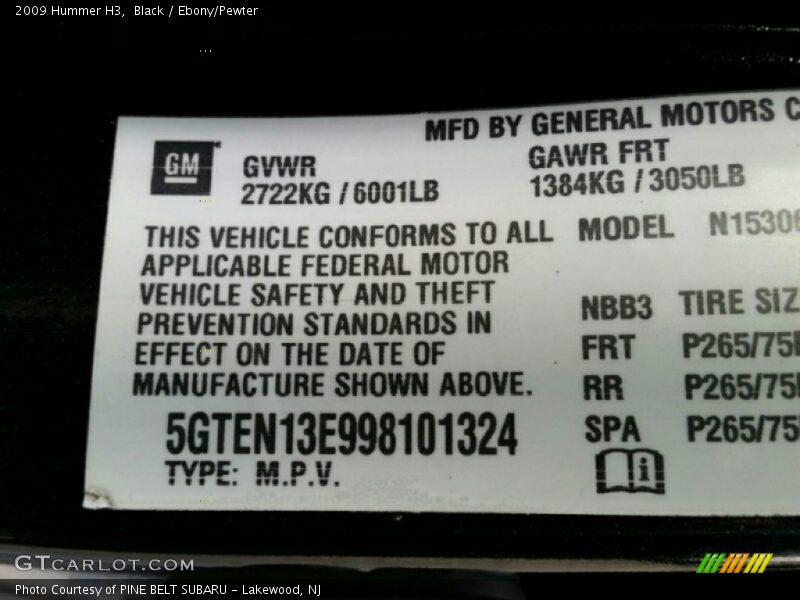 2009 Hummer H3, Black / Ebony/Pewter
MFD BY GENERAL MOTORS C
GM
GVWR
2722KG / 6001LB
GAWR FRT
1384KG / 3050LB
THIS VEHICLE CONFORMS TO ALL
APPLICABLE FEDERAL MOTOR
VEHICLE SAFETY AND THEFT
PREVENTION STANDARDS IN
EFFECT ON THE DATE OF
MANUFACTURE SHOWN ABOVE.
5GTEN13E998101324
TYPE: M.P.V.
MODEL N1530
NBB3 TIRE SIZ
FRT P265/75
RR P265/75
SPA P265/75
i
GTCARLOT.COM
Photo Courtesy of PINE BELT SUBARU - Lakewood, NJ